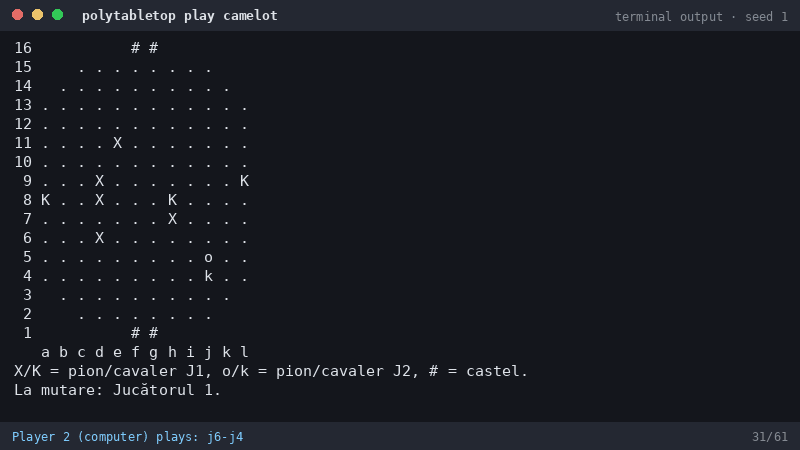 polytabletop play camelot
terminal output · seed 1
16           # #
15     . . . . . . . .
14   . . . . . . . . . .
13 . . . . . . . . . . . .
12 . . . . . . . . . . . .
11 . . . . X . . . . . . .
10 . . . . . . . . . . . .
 9 . . . X . . . . . . . K
 8 K . . X . . . K . . . .
 7 . . . . . . . X . . . .
 6 . . . X . . . . . . . .
 5 . . . . . . . . . o . .
 4 . . . . . . . . . k . .
 3   . . . . . . . . . .
 2     . . . . . . . .
 1           # #
   a b c d e f g h i j k l
X/K = pion/cavaler J1, o/k = pion/cavaler J2, # = castel.
La mutare: Jucătorul 1.
Player 2 (computer) plays: j6-j4
31/61